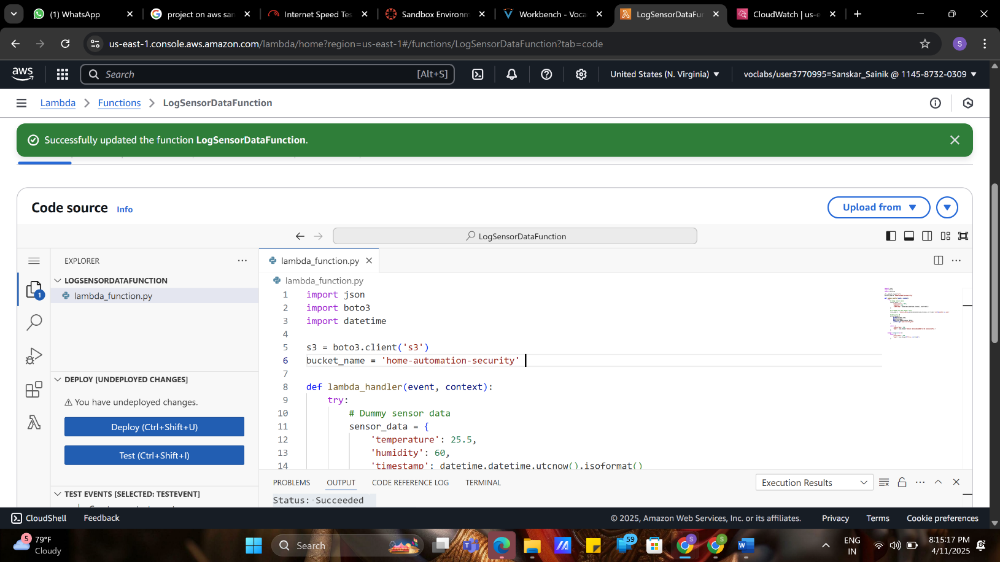 (1) WhatsApp
project on aws san
Internet Speed Tes
Sandbox Environm
Workbench - Voca
LogSensorDataFun
CloudWatch | us-e
us-east-1.console.aws.amazon.com/lambda/home?region=us-east-1#/functions/LogSensorDataFunction?tab=code
S
aws
Search
[Alt+S]
United States (N. Virginia)
voclabs/user3770995=Sanskar_Sainik @ 1145-8732-0309
Lambda
Functions
LogSensorDataFunction
Successfully updated the function LogSensorDataFunction.
Code source
Info
Upload from
LogSensorDataFunction
EXPLORER
LOGSENSORDATAFUNCTION
lambda_function.py
1
DEPLOY [UNDEPLOYED CHANGES]
You have undeployed changes.
Deploy (Ctrl+Shift+U)
Test (Ctrl+Shift+I)
TEST EVENTS [SELECTED: TESTEVENT]
lambda_function.py
lambda_function.py
1 import json
2 import boto3
3 import datetime
4
5 s3 = boto3.client('s3')
6 bucket_name = 'home-automation-security'
7
8 def lambda_handler(event, context):
9 try:
10 # Dummy sensor data
11 sensor_data = {
12 'temperature': 25.5,
13 'humidity': 60,
14 'timestamp': datetime.datetime.utcnow().isoformat()
PROBLEMS
OUTPUT
CODE REFERENCE LOG
TERMINAL
Execution Results
Status: Succeeded
CloudShell
Feedback
© 2025, Amazon Web Services, Inc. or its affiliates.
Privacy
Terms
Cookie preferences
5
79°F
Cloudy
Search
59
S
S
ENG
IN
8:15:17 PM
4/11/2025